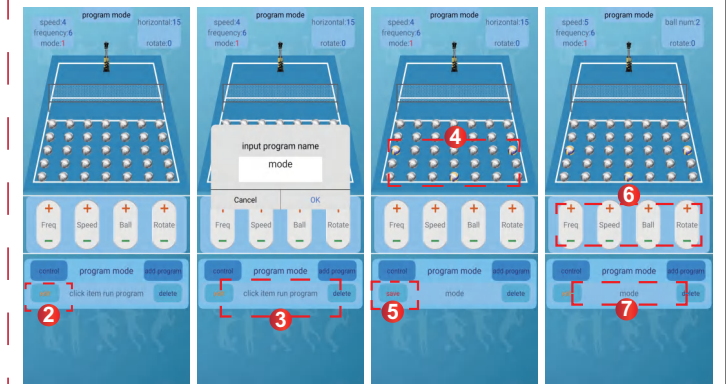 program mode
speed:4
horizontal:15
frequency:6
mode:1
rotate:0
+ + + +
Freq Speed Ball Rotate
− − − −
control
program mode
add program
click item run program
delete
2
program mode
speed:4
horizontal:15
frequency:6
mode:1
rotate:0
input program name
mode
Cancel
OK
Freq Speed Ball Rotate
− − − −
control
program mode
add program
click item run program
delete
3
program mode
speed:4
horizontal:15
frequency:6
mode:1
rotate:0
4
+ + + +
Freq Speed Ball Rotate
− − − −
control
program mode
add program
save
mode
delete
5
program mode
speed:5
ball num:2
frequency:6
mode:1
rotate:0
6
+ + + +
Freq Speed Ball Rotate
− − − −
control
program mode
add program
mode
delete
7